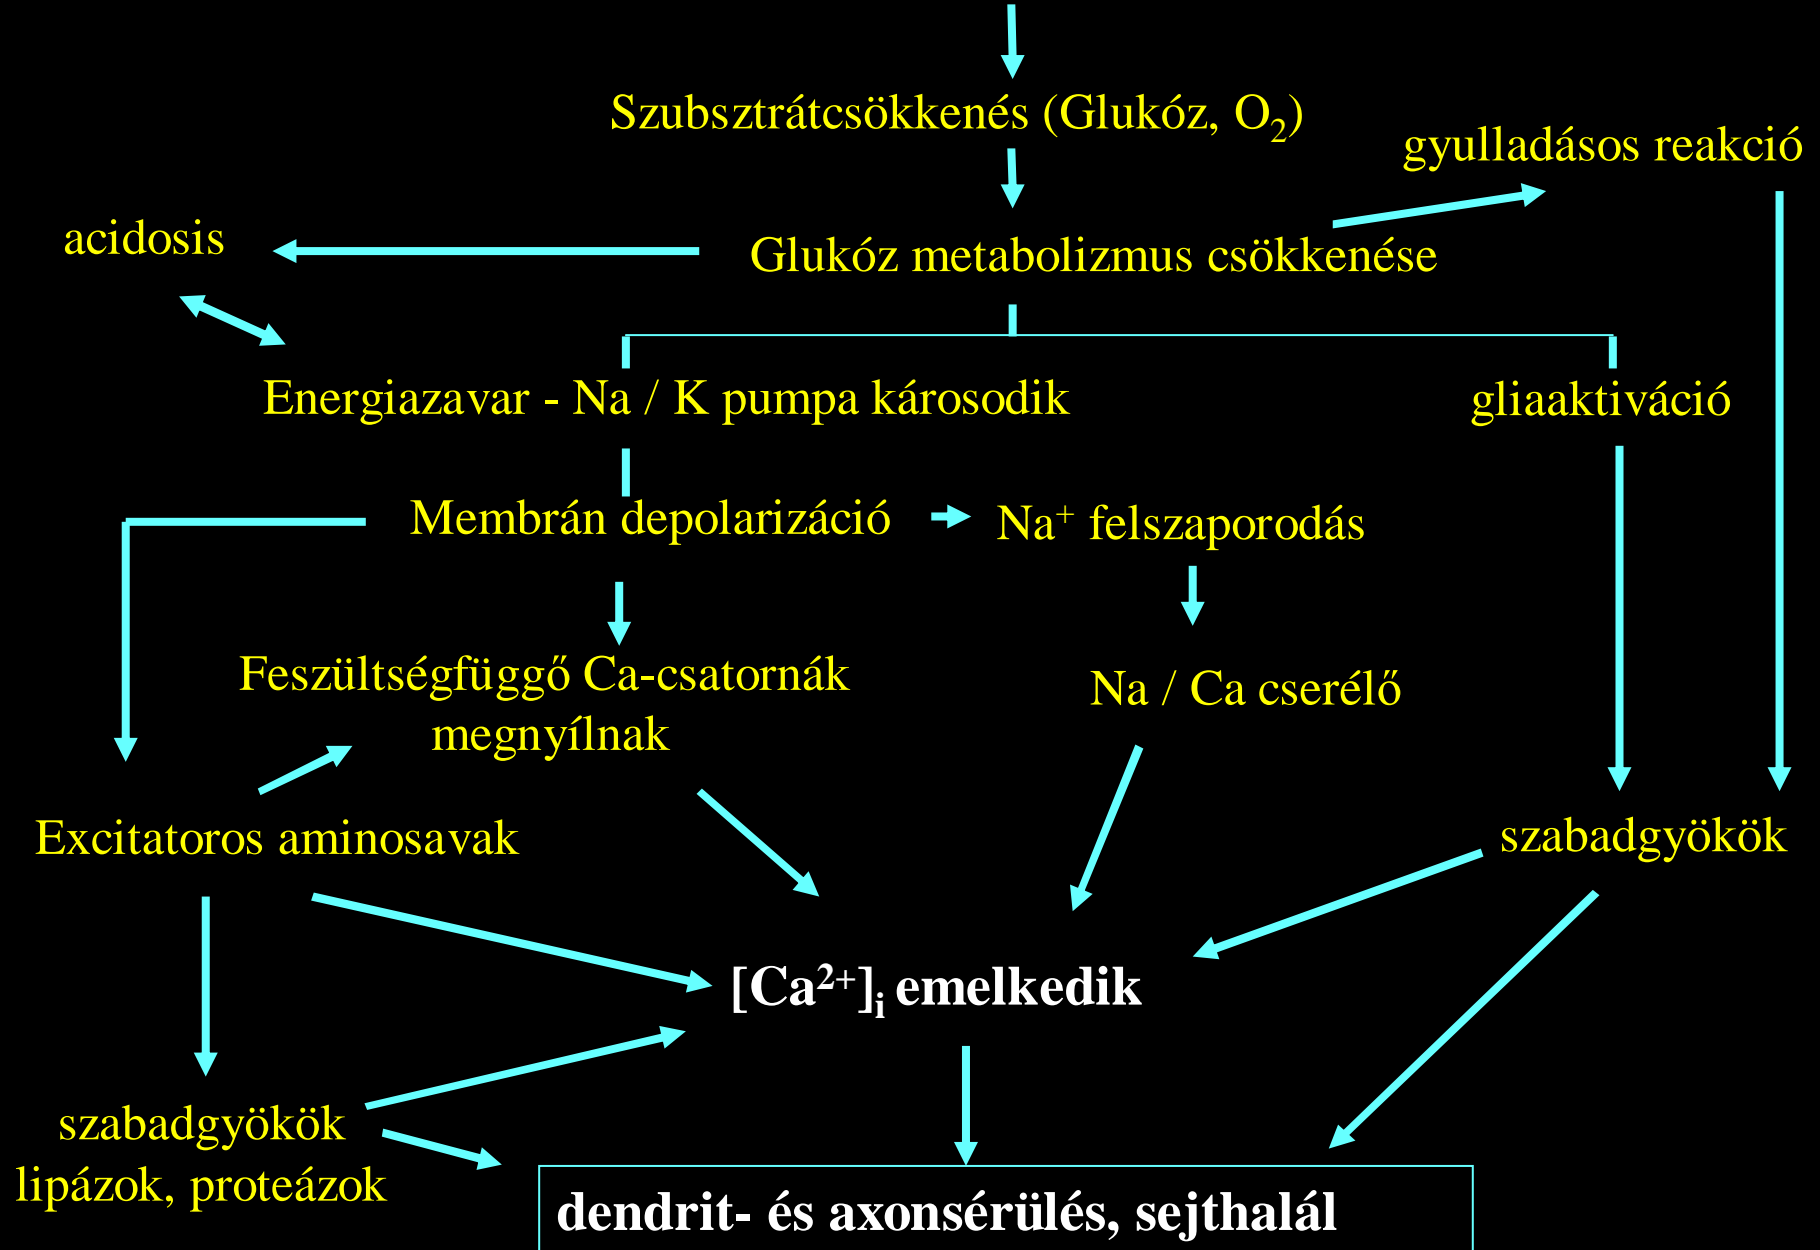 Szubsztrátcsökkenés (Glukóz, O₂)
gyulladásos reakció
acidosis
Glukóz metabolizmus csökkenése
Energiazavar - Na / K pumpa károsodik
gliaaktiváció
Membrán depolarizáció
Na⁺ felszaporodás
Feszültségfüggő Ca-csatornák
megnyílnak
Na / Ca cserélő
Excitatoros aminosavak
szabadgyökök
[Ca²⁺]ᵢ emelkedik
szabadgyökök
lipázok, proteázok
dendrit- és axonsérülés, sejthalál